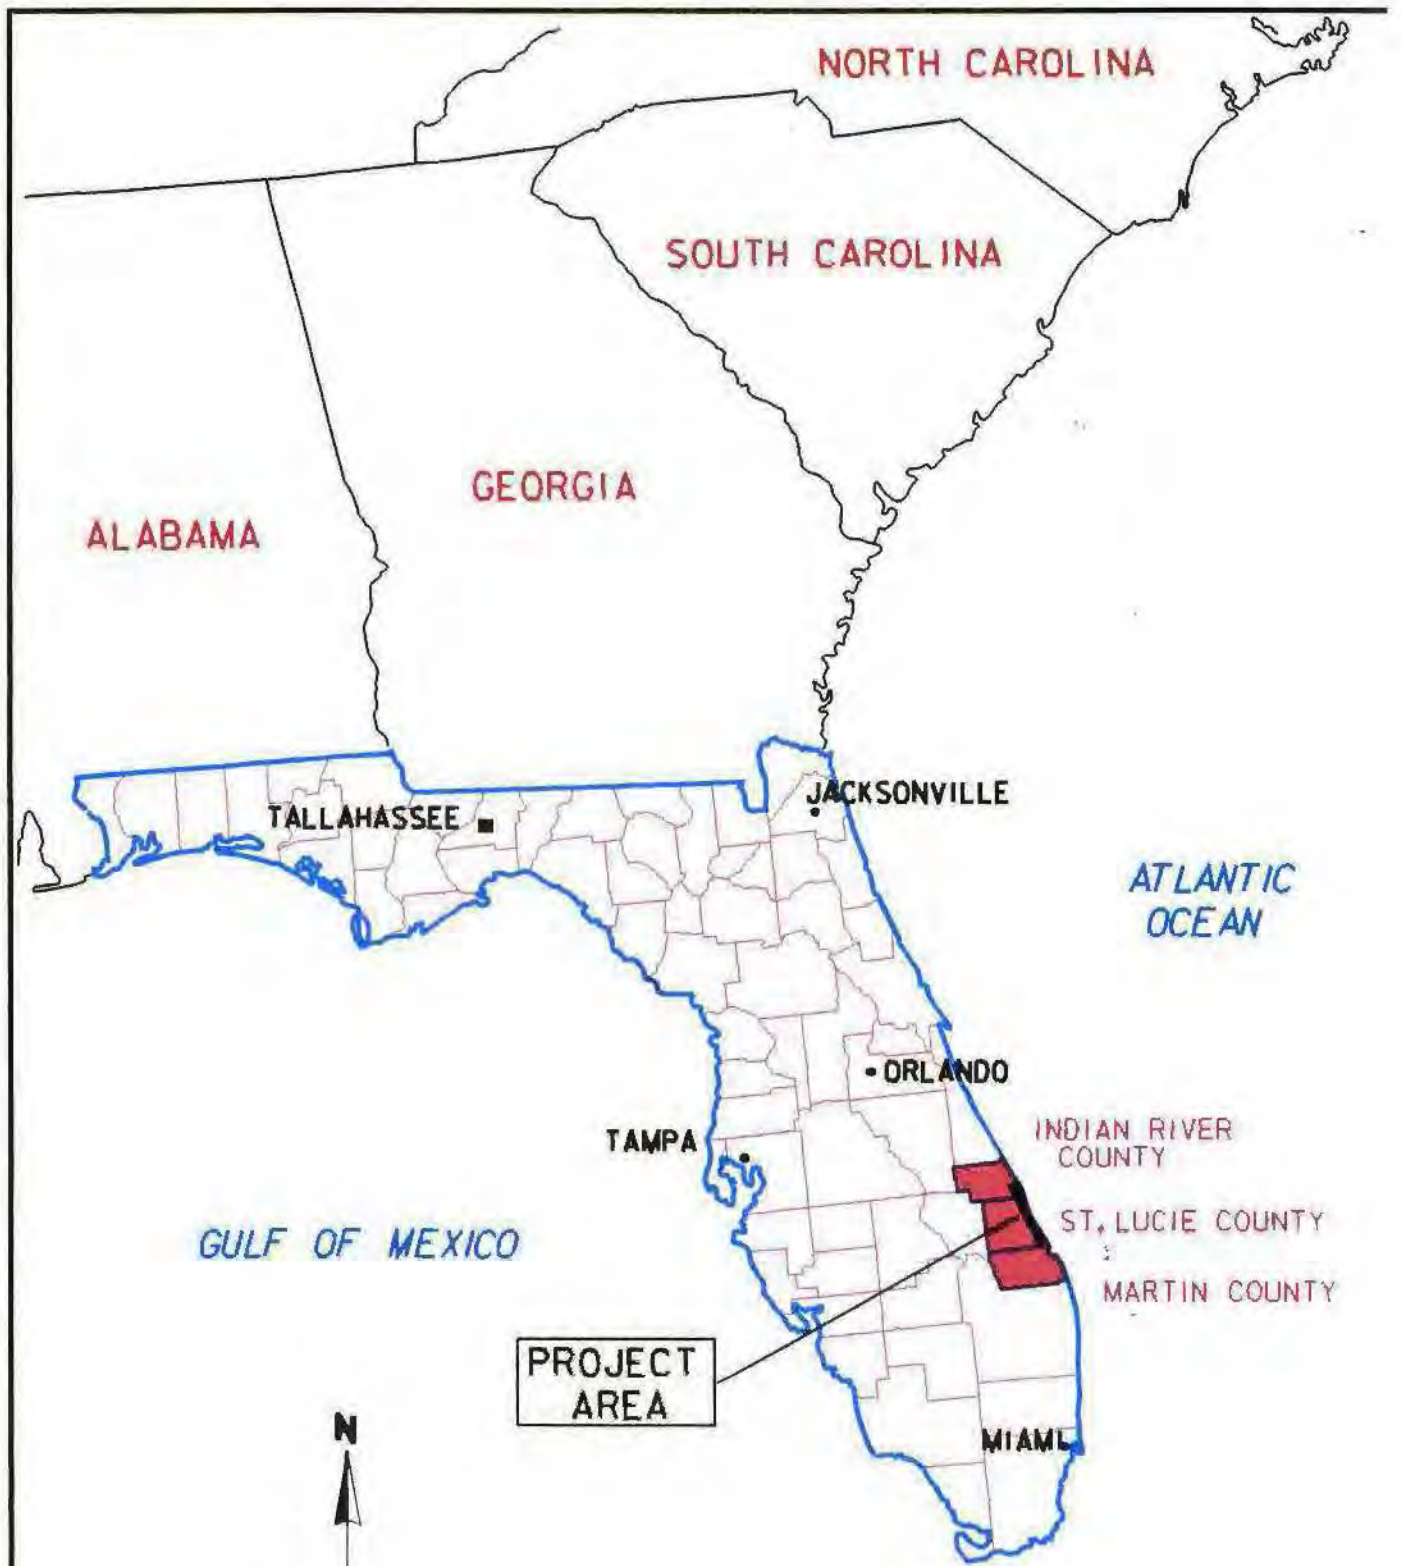 NORTH CAROLINA
SOUTH CAROLINA
GEORGIA
ALABAMA
JACKSONVILLE
TALLAHASSEE
ATLANTIC
OCEAN
ORLANDO
TAMPA
INDIAN RIVER
COUNTY
ST. LUCIE COUNTY
GULF OF MEXICO
MARTIN COUNTY
PROJECT
AREA
N
MIAMI